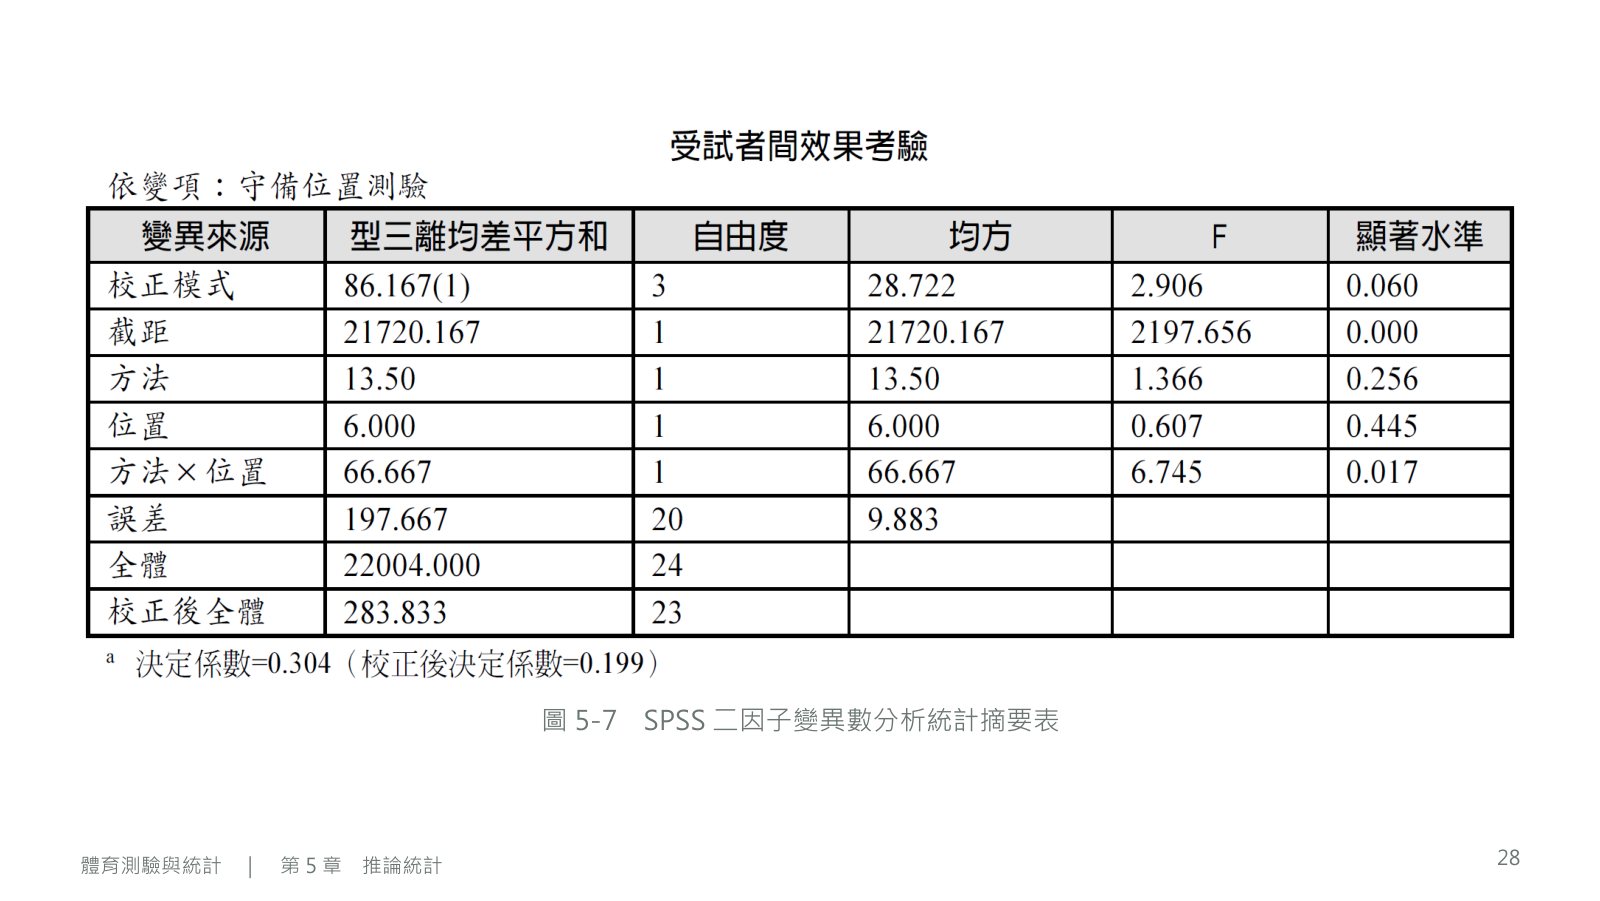 受試者間效果考驗
依變項：守備位置測驗
變異來源 型三離均差平方和 自由度 均方 F 顯著水準
校正模式 86.167(1) 3 28.722 2.906 0.060
截距 21720.167 1 21720.167 2197.656 0.000
方法 13.50 1 13.50 1.366 0.256
位置 6.000 1 6.000 0.607 0.445
方法×位置 66.667 1 66.667 6.745 0.017
誤差 197.667 20 9.883
全體 22004.000 24
校正後全體 283.833 23
a 決定係數=0.304（校正後決定係數=0.199）
圖 5-7 SPSS 二因子變異數分析統計摘要表
體育測驗與統計 | 第 5 章 推論統計
28